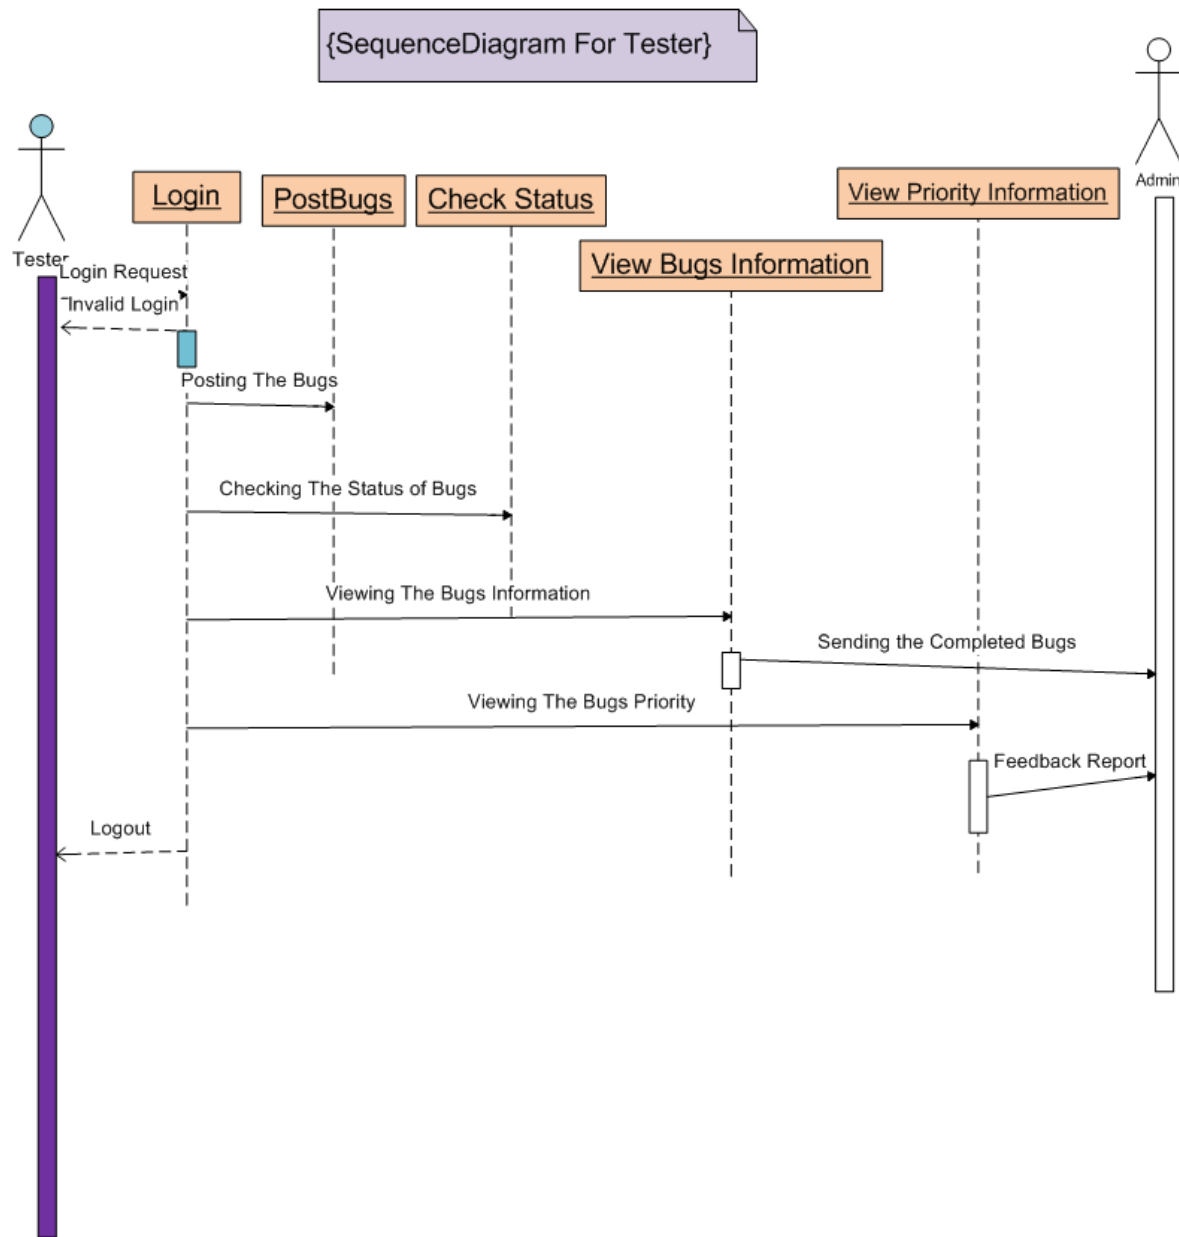 {SequenceDiagram For Tester}
Admin
Login
PostBugs
Check Status
View Priority Information
View Bugs Information
Tester
Login Request
Invalid Login
Posting The Bugs
Checking The Status of Bugs
Viewing The Bugs Information
Sending the Completed Bugs
Viewing The Bugs Priority
Feedback Report
Logout